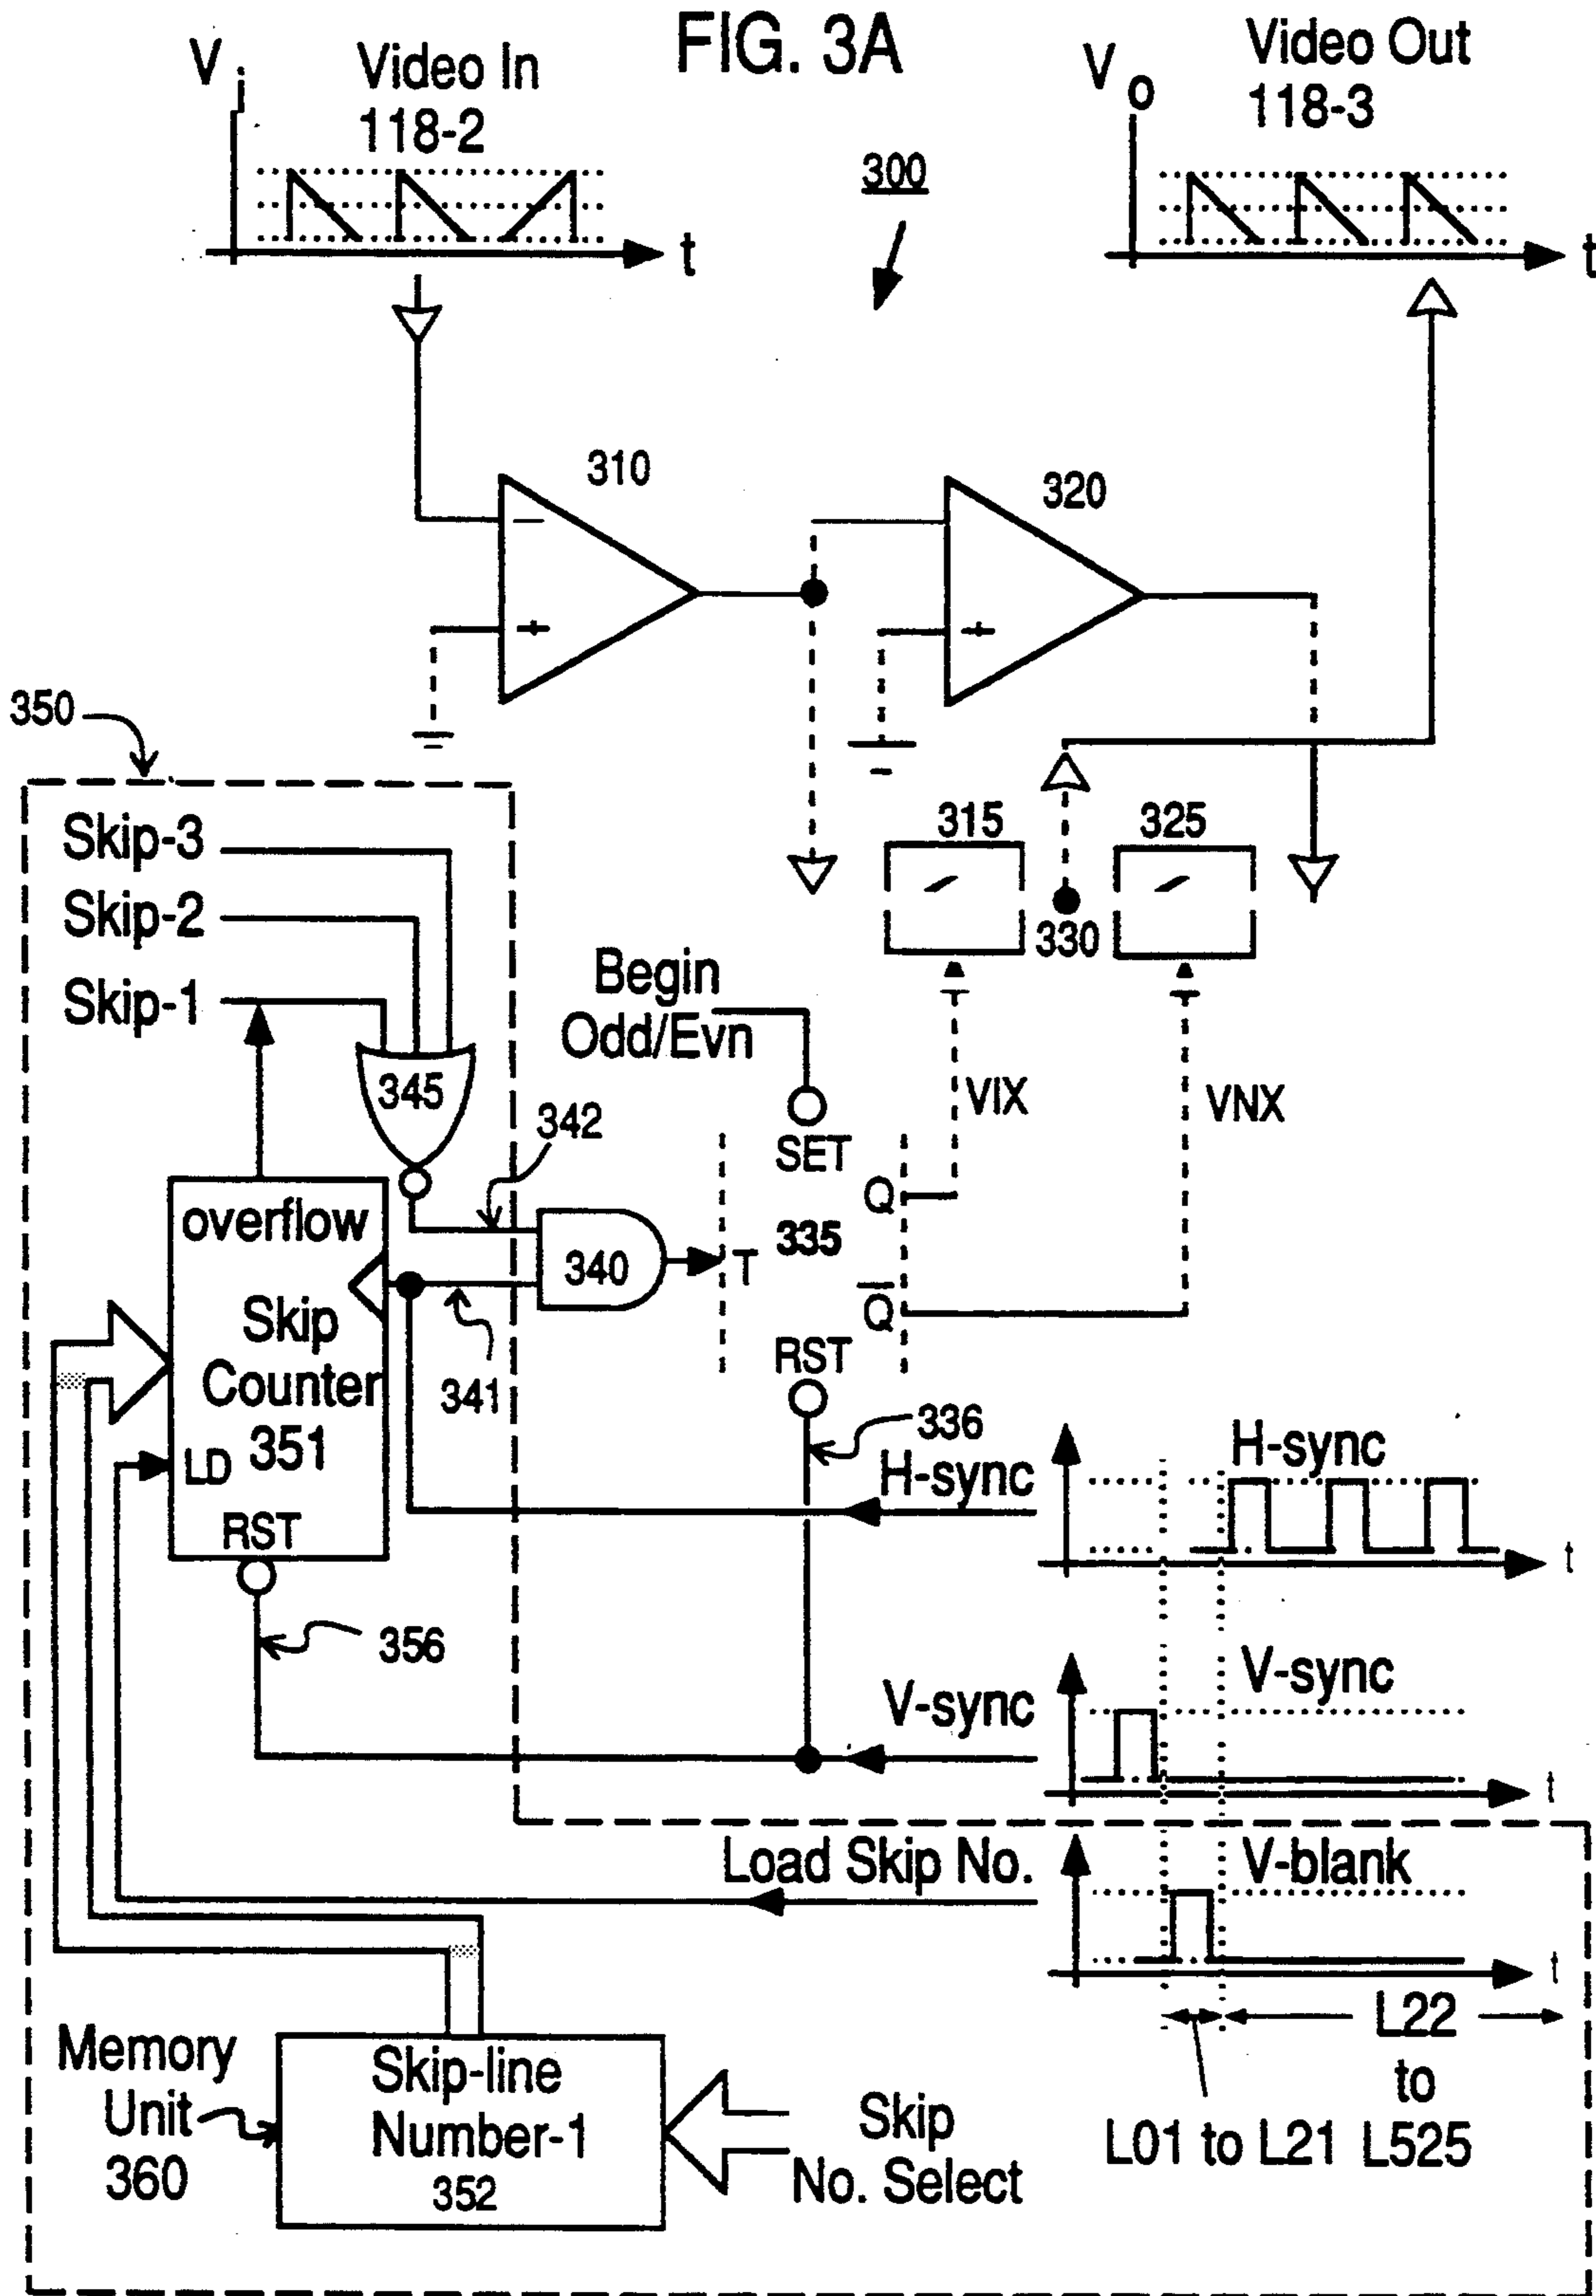 FIG. 3A
Vi
Video In
118-2
t
300
Vo
Video Out
118-3
t
310
−
+
320
+
350
Skip-3
Skip-2
Skip-1
345
342
315
330
325
Begin
Odd/Evn
VIX
VNX
SET
Q
335
T
Q̅
RST
340
341
336
overflow
Skip
Counter
351
LD
RST
356
H-sync
H-sync
t
V-sync
V-sync
t
Load Skip No.
V-blank
t
L01 to L21
L22
to
L525
Memory
Unit
360
Skip-line
Number-1
352
Skip
No. Select